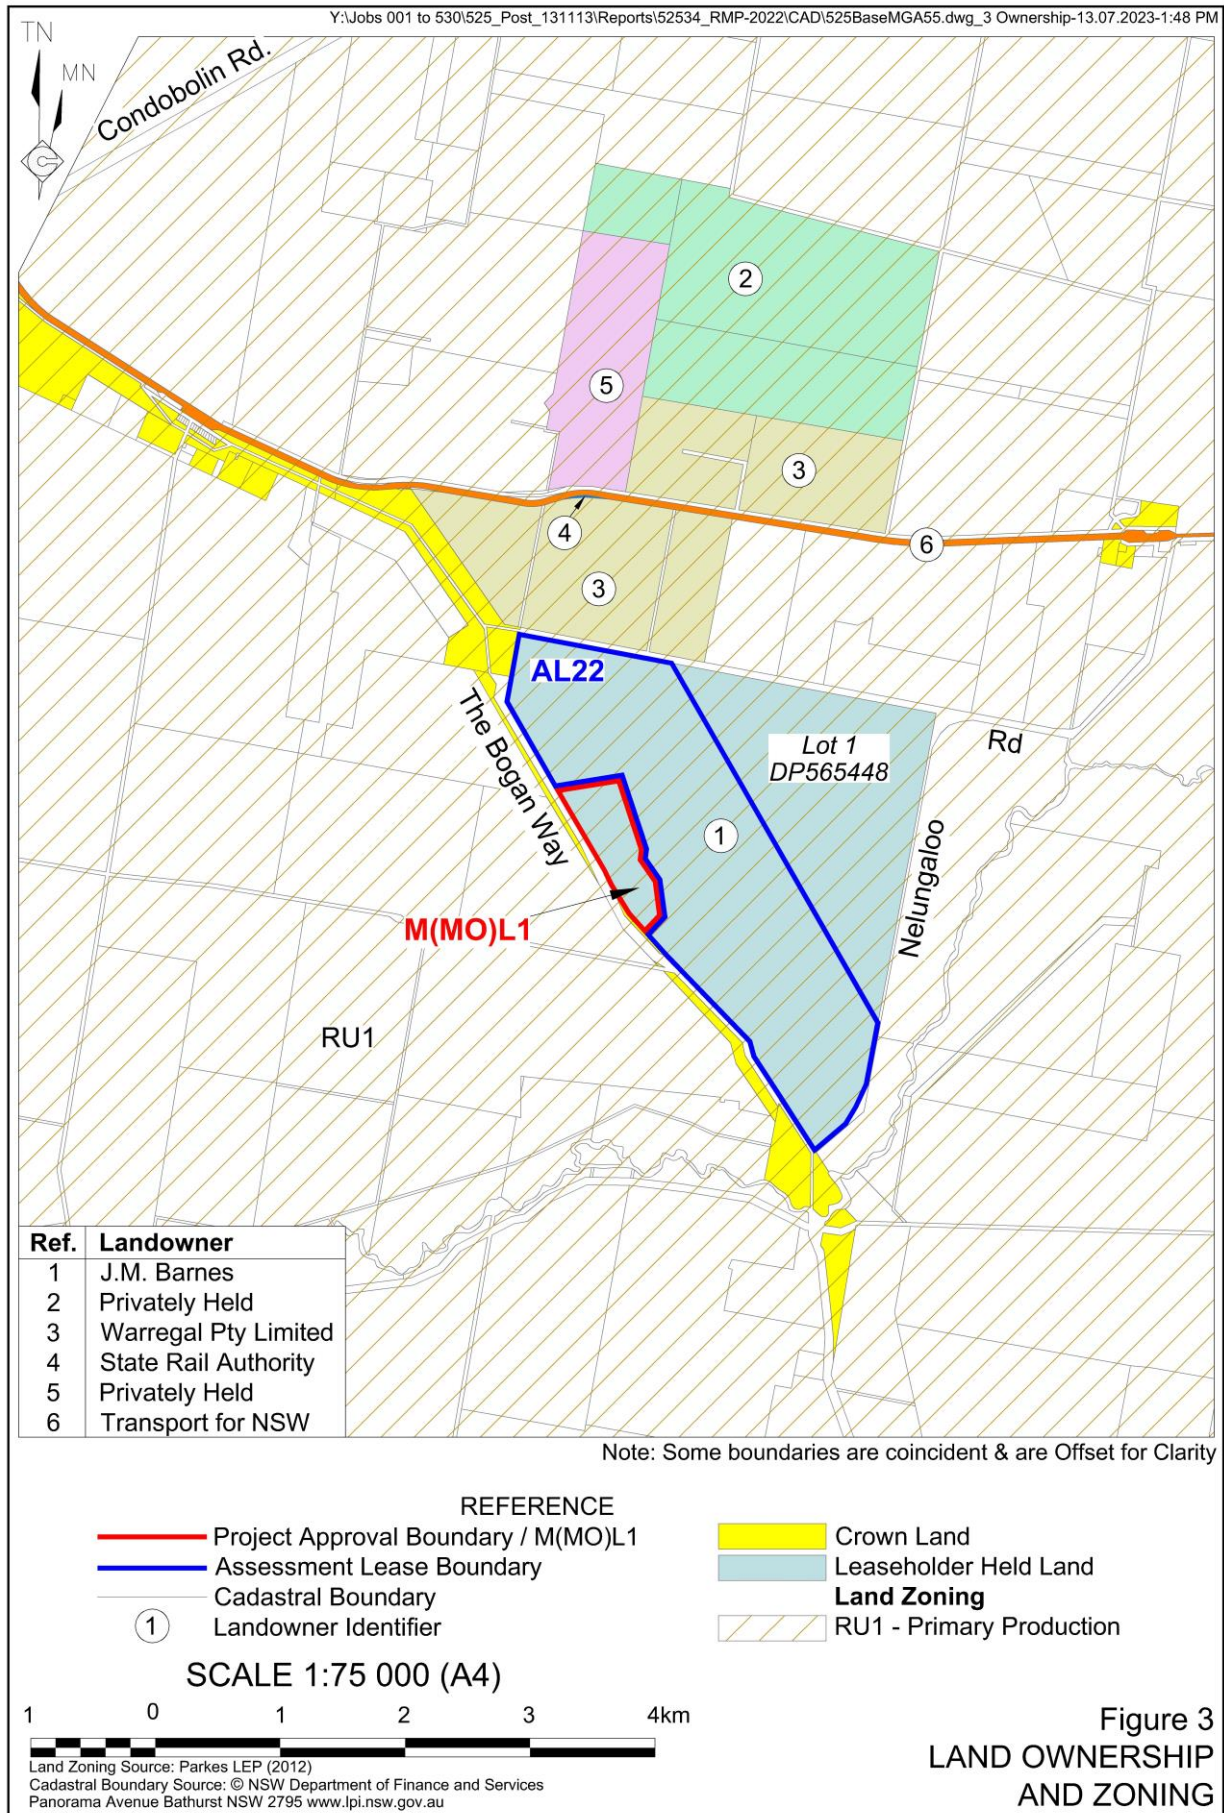 Y:\Jobs 001 to 530\525_Post_131113\Reports\52534_RMP-2022\CAD\525BaseMGA55.dwg_3 Ownership-13.07.2023-1:48 PM
TN
MN
Condobolin Rd.
2
5
3
4
6
3
AL22
The Bogan Way
Lot 1
DP565448
Rd
1
Nelungaloo
M(MO)L1
RU1
Ref. Landowner
1 J.M. Barnes
2 Privately Held
3 Warregal Pty Limited
4 State Rail Authority
5 Privately Held
6 Transport for NSW
Note: Some boundaries are coincident & are Offset for Clarity
REFERENCE
Project Approval Boundary / M(MO)L1
Assessment Lease Boundary
Cadastral Boundary
1 Landowner Identifier
Crown Land
Leaseholder Held Land
Land Zoning
RU1 - Primary Production
SCALE 1:75 000 (A4)
1 0 1 2 3 4km
Land Zoning Source: Parkes LEP (2012)
Cadastral Boundary Source: © NSW Department of Finance and Services
Panorama Avenue Bathurst NSW 2795 www.lpi.nsw.gov.au
Figure 3
LAND OWNERSHIP
AND ZONING